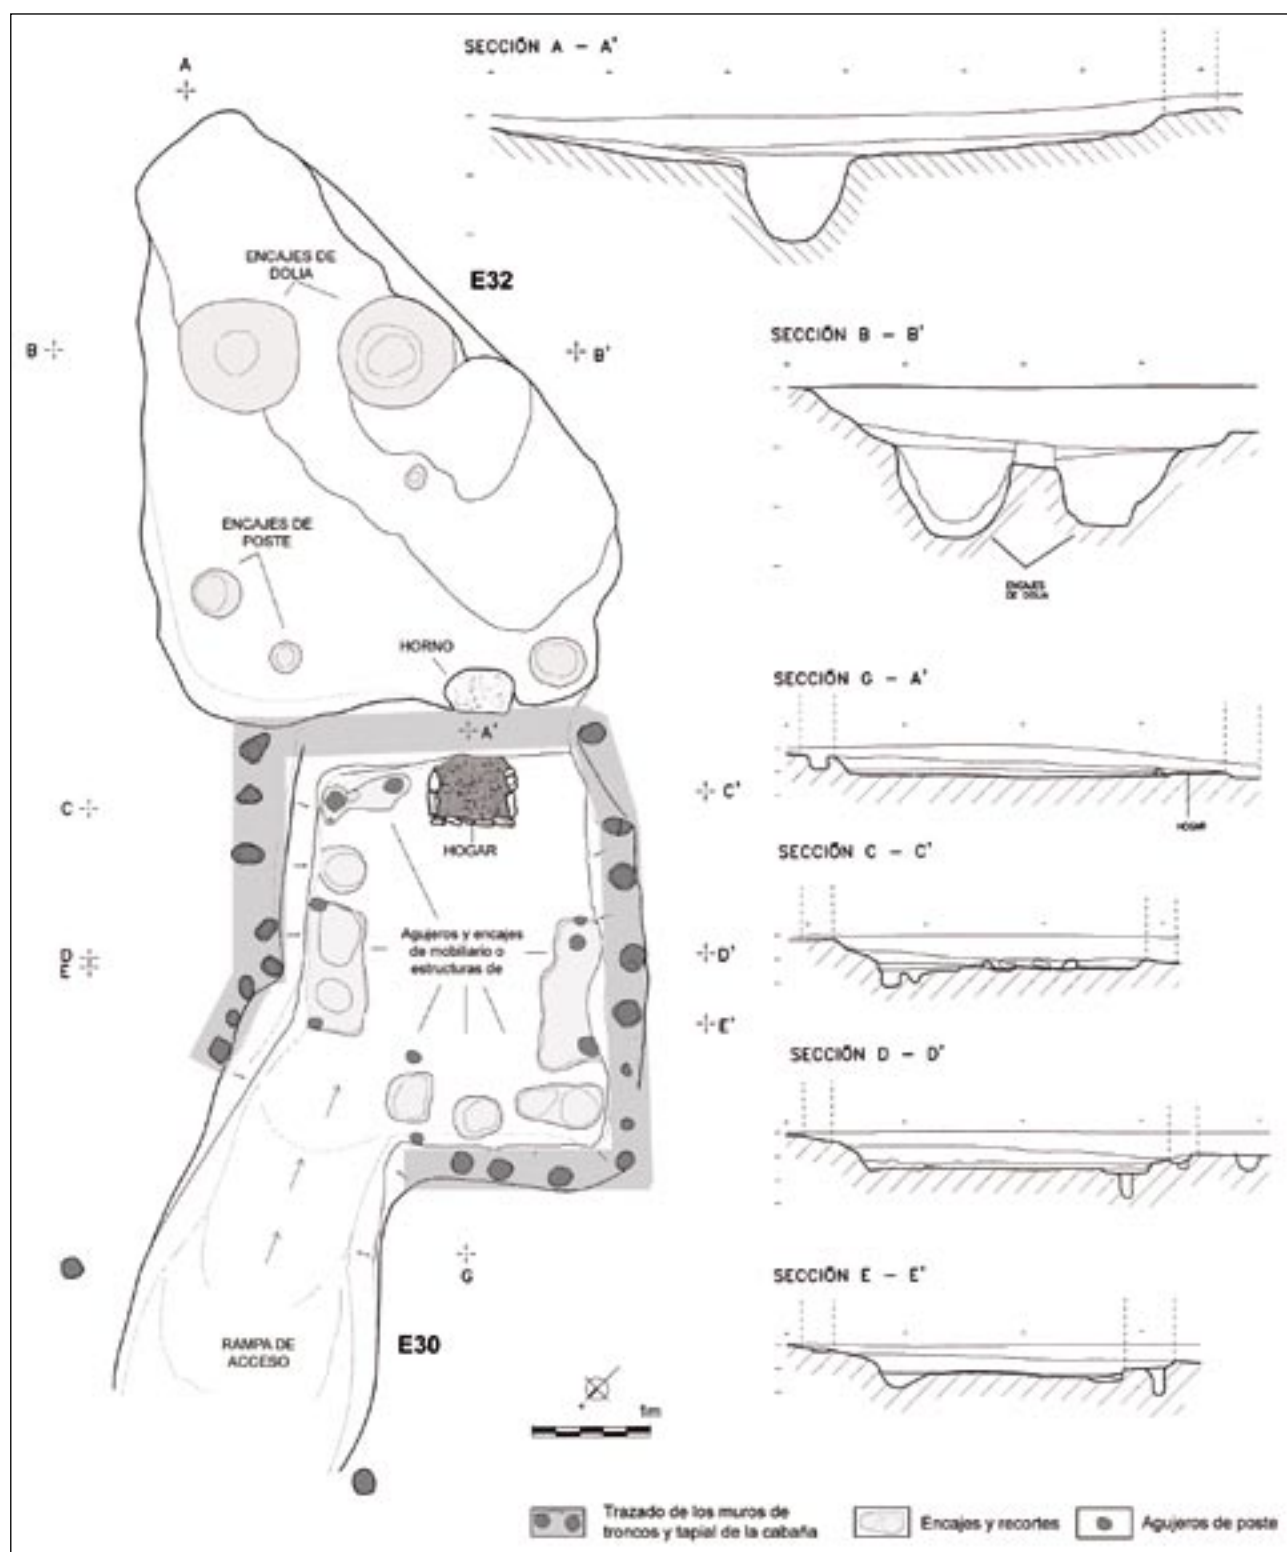 SECCIÓN A – A'
A
ENCAJES DE
DOLIA
E32
B
B'
SECCIÓN B – B'
ENCAJES
DE DOLIA
ENCAJES DE
POSTE
HORNO
A'
SECCIÓN G – A'
HOGAR
C
C'
HOGAR
SECCIÓN C – C'
Agujeros y encajes
de mobiliario o
estructuras de
D
E
D'
E'
SECCIÓN D – D'
G
SECCIÓN E – E'
RAMPA DE
ACCESO
E30
1m
Trazado de los muros de
troncos y tapial de la cabaña
Encajes y recortes
Agujeros de poste